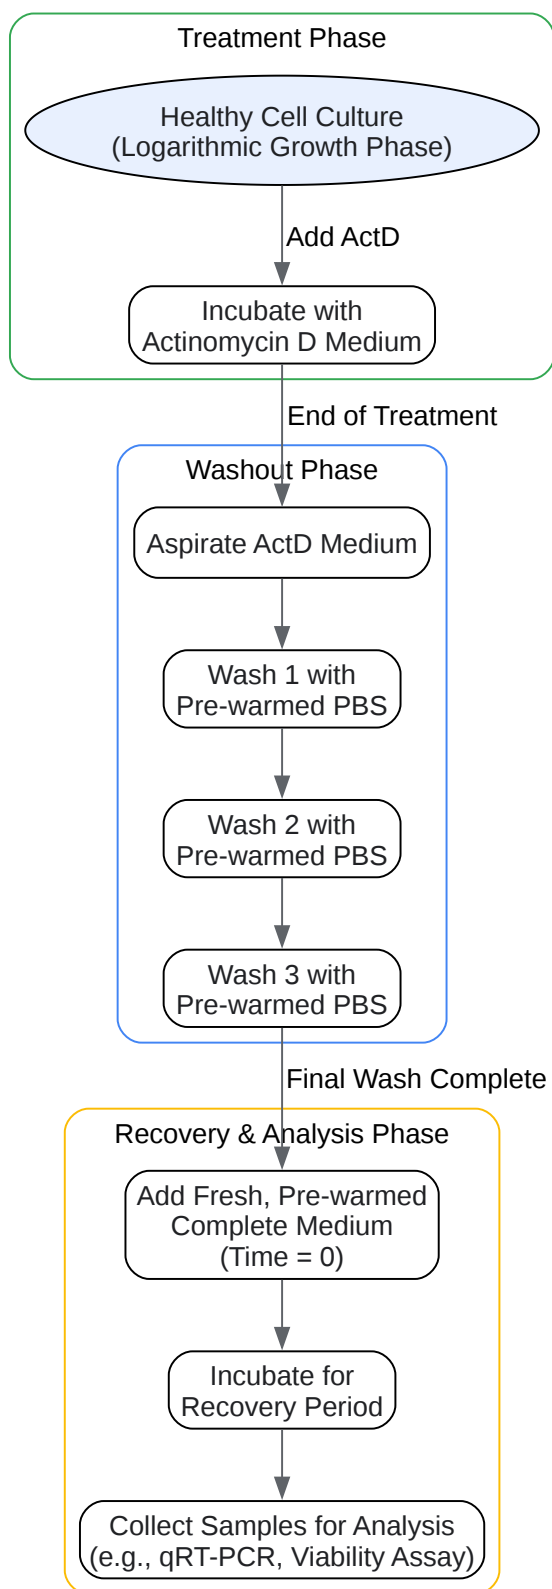 Treatment Phase
Healthy Cell Culture
(Logarithmic Growth Phase)
Add ActD
Incubate with
Actinomycin D Medium
End of Treatment
Washout Phase
Aspirate ActD Medium
Wash 1 with
Pre-warmed PBS
Wash 2 with
Pre-warmed PBS
Wash 3 with
Pre-warmed PBS
Final Wash Complete
Recovery & Analysis Phase
Add Fresh, Pre-warmed
Complete Medium
(Time = 0)
Incubate for
Recovery Period
Collect Samples for Analysis
(e.g., qRT-PCR, Viability Assay)